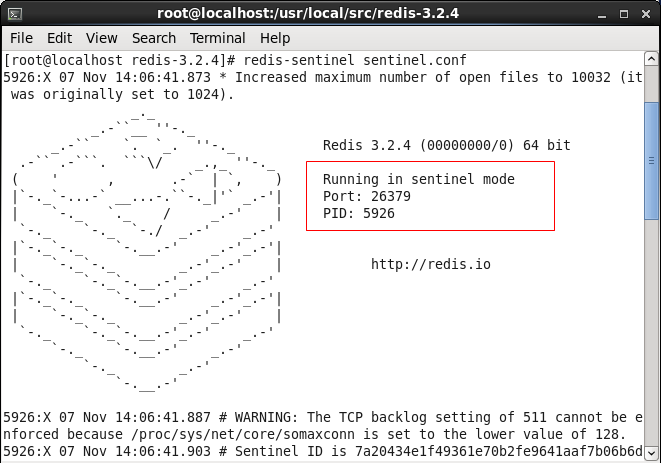 root@localhost:/usr/local/src/redis-3.2.4
File Edit View Search Terminal Help
[root@localhost redis-3.2.4]# redis-sentinel sentinel.conf
5926:X 07 Nov 14:06:41.873 * Increased maximum number of open files to 10032 (it
was originally set to 1024).
Redis 3.2.4 (00000000/0) 64 bit
Running in sentinel mode
Port: 26379
PID: 5926
http://redis.io
5926:X 07 Nov 14:06:41.887 # WARNING: The TCP backlog setting of 511 cannot be e
nforced because /proc/sys/net/core/somaxconn is set to the lower value of 128.
5926:X 07 Nov 14:06:41.903 # Sentinel ID is 7a20434e1f49361e70b2fe9641aaf7b06b6d